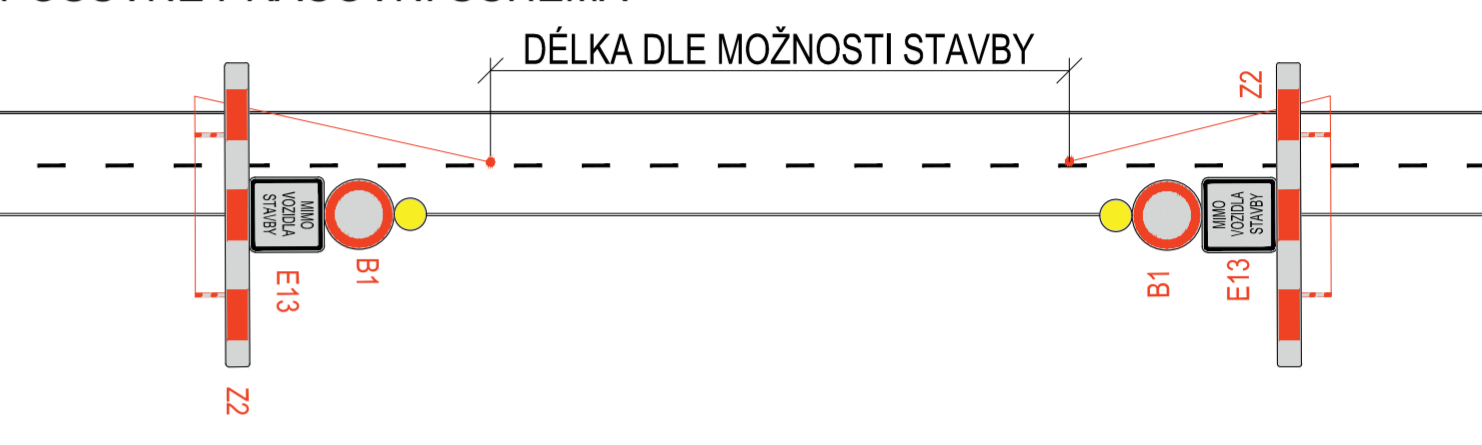 DÉLKA DLE MOŽNOSTI STAVBY
Z2
MIMO
VOZIDLA
STAVBY
B1
E13
Z2
MIMO
VOZIDLA
STAVBY
B1
E13